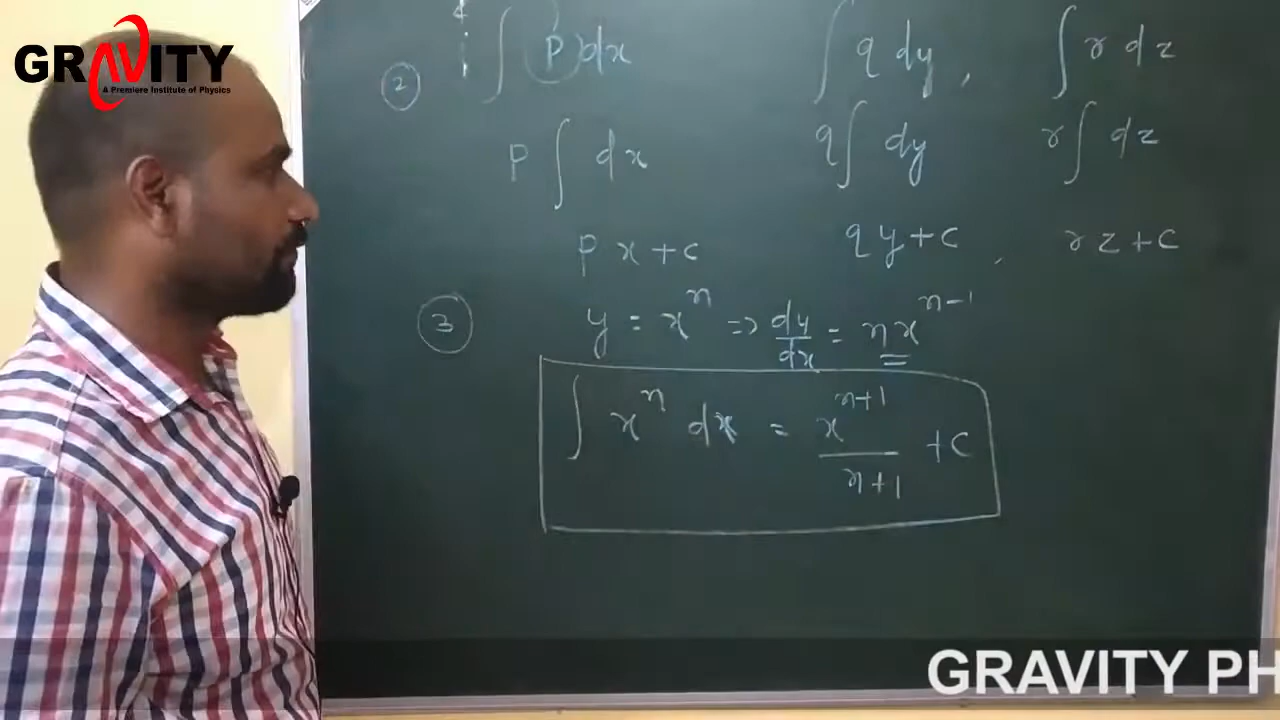 GRAVITY
A Premiere Institute of Physics
② ∫ p dx ∫ q dy , ∫ r dz
p ∫ dx q ∫ dy r ∫ dz
p x + c q y + c , r z + c
③ y = x^n => dy/dx = n x^{n-1}
∫ x^n dx = x^{n+1}/n+1 + c
GRAVITY PH